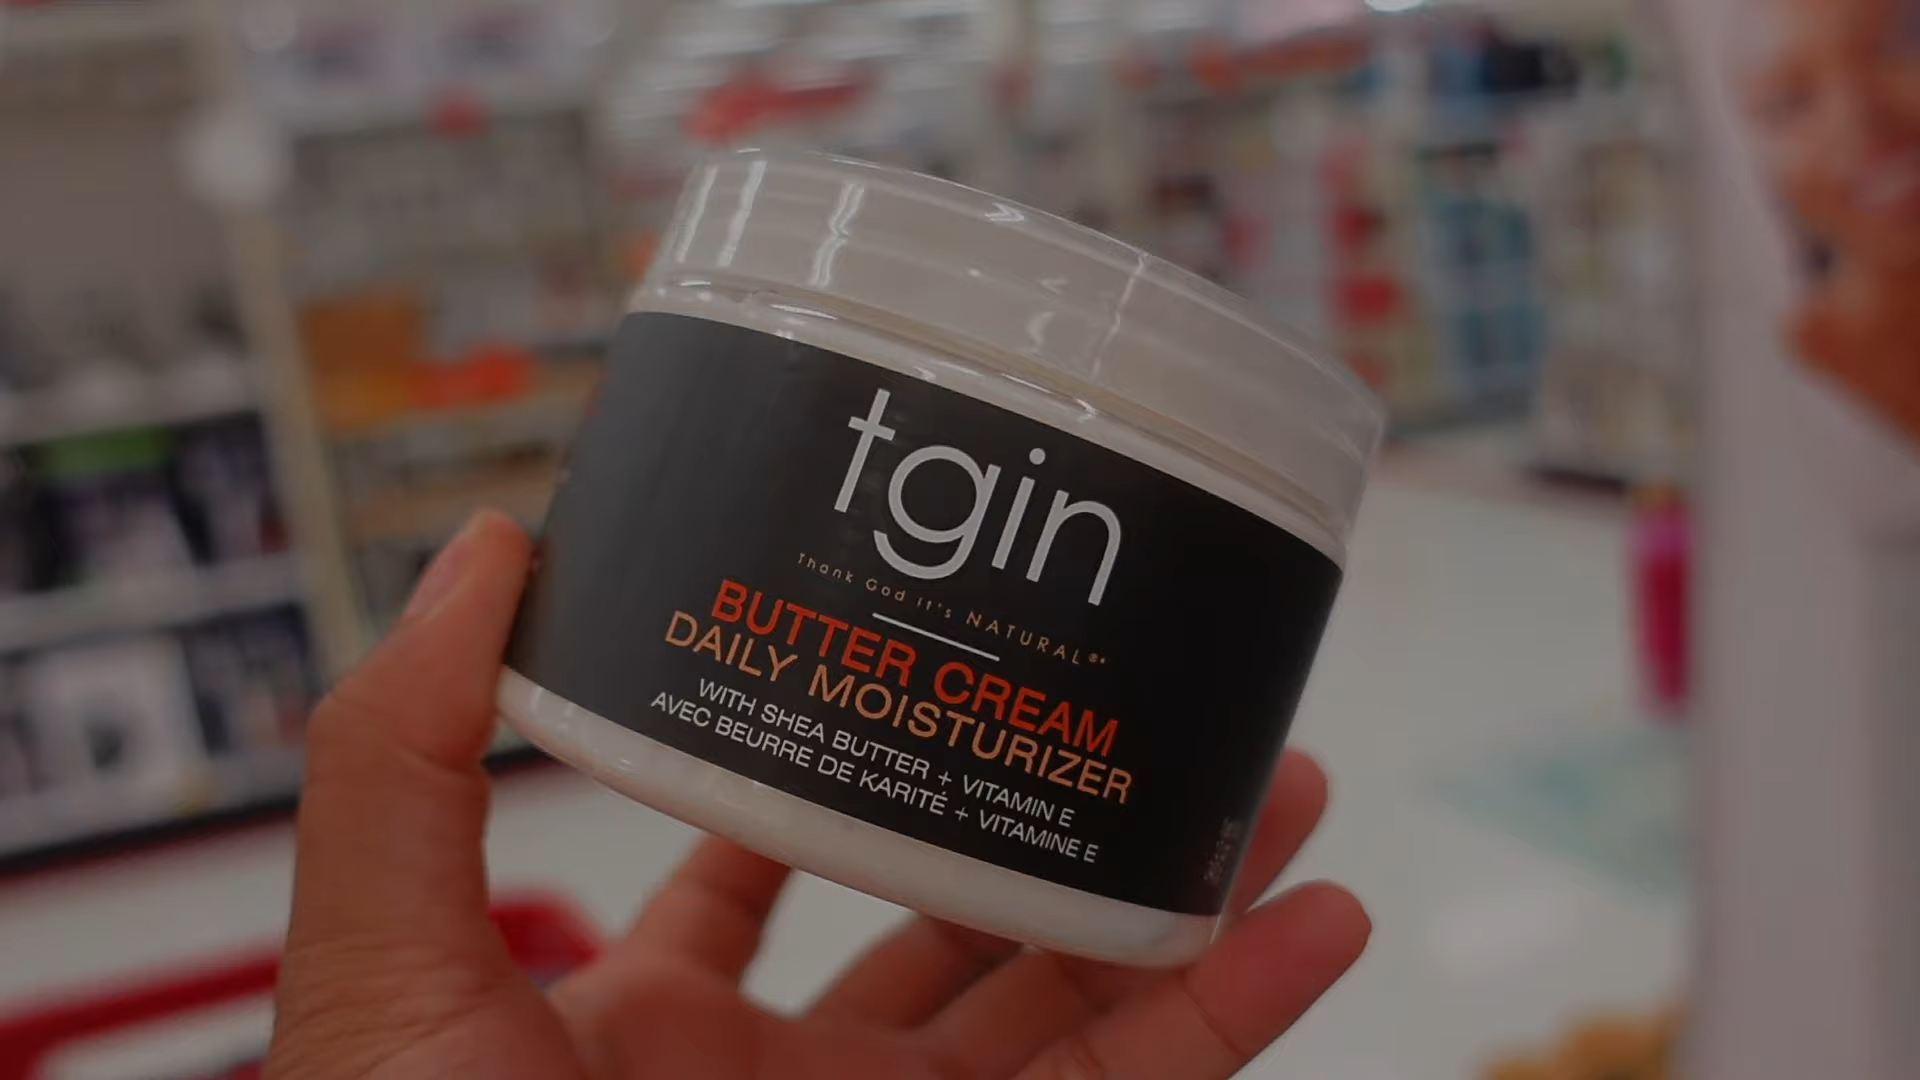 tgin
Thank God it's NATURAL®
BUTTER CREAM
DAILY MOISTURIZER
WITH SHEA BUTTER + VITAMIN E
AVEC BEURRE DE KARITÉ + VITAMINE E